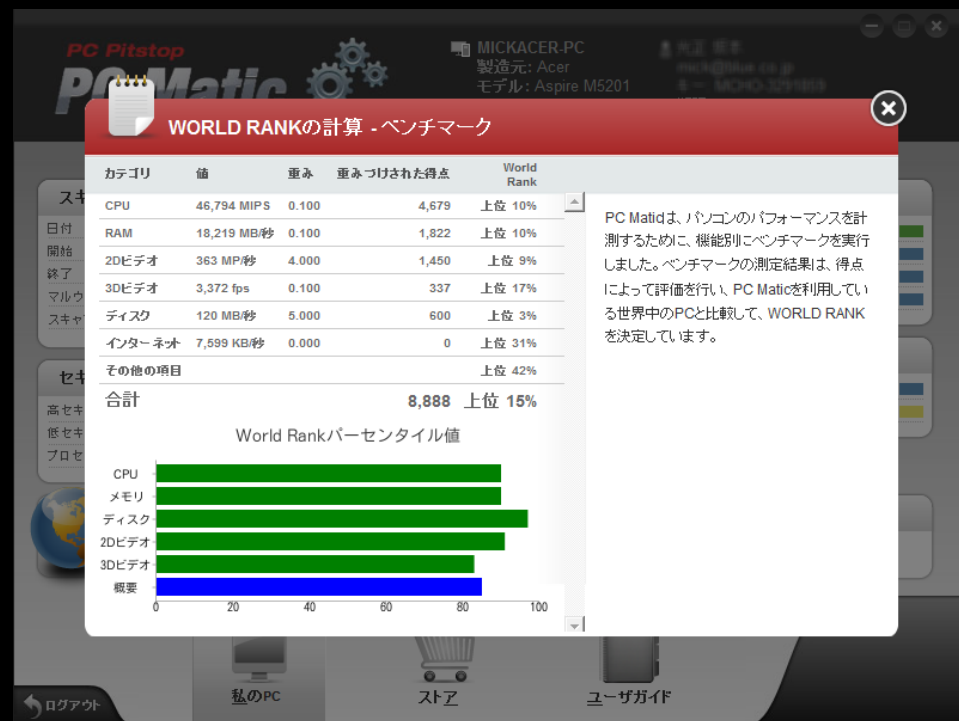 PC Pitstop
PC Matic
MICKACER-PC
製造元: Acer
モデル: Aspire M5201
WORLD RANKの計算 - ベンチマーク
カテゴリ 値 重み 重みづけされた得点 World Rank
CPU 46,794 MIPS 0.100 4,679 上位 10%
RAM 18,219 MB/秒 0.100 1,822 上位 10%
2Dビデオ 363 MP/秒 4.000 1,450 上位 9%
3Dビデオ 3,372 fps 0.100 337 上位 17%
ディスク 120 MB/秒 5.000 600 上位 3%
インターネット 7,599 KB/秒 0.000 0 上位 31%
その他の項目 上位 42%
合計 8,888 上位 15%
World Rankパーセンタイル値
CPU
メモリ
ディスク
2Dビデオ
3Dビデオ
概要
0 20 40 60 80 100
PC Maticは、パソコンのパフォーマンスを計
測するために、機能別にベンチマークを実行
しました。ベンチマークの測定結果は、得点
によって評価を行い、PC Maticを利用してい
る世界中のPCと比較して、WORLD RANK
を決定しています。
スキ
日付
開始
終了
マルウ
スキャ
セキ
高セキ
低セキ
プロセ
ログアウト
私のPC
ストア
ユーザガイド